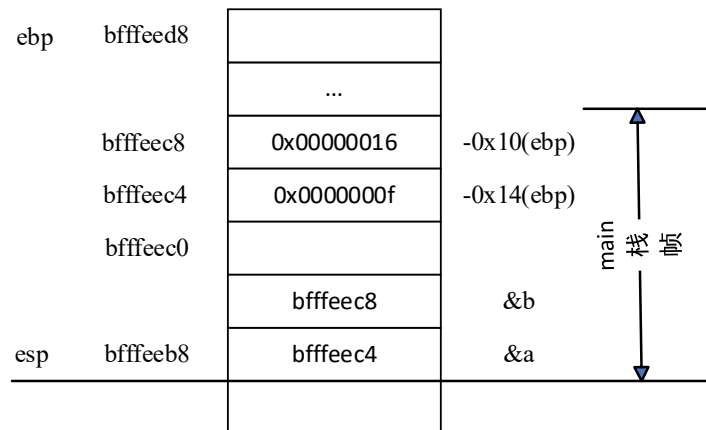 ebp bfffeed8
...
bfffeec8 0x00000016 -0x10(ebp)
bfffeec4 0x0000000f -0x14(ebp)
bfffeec0
main
栈
帧
bfffeec8 &b
esp bfffeeb8 bfffeec4 &a